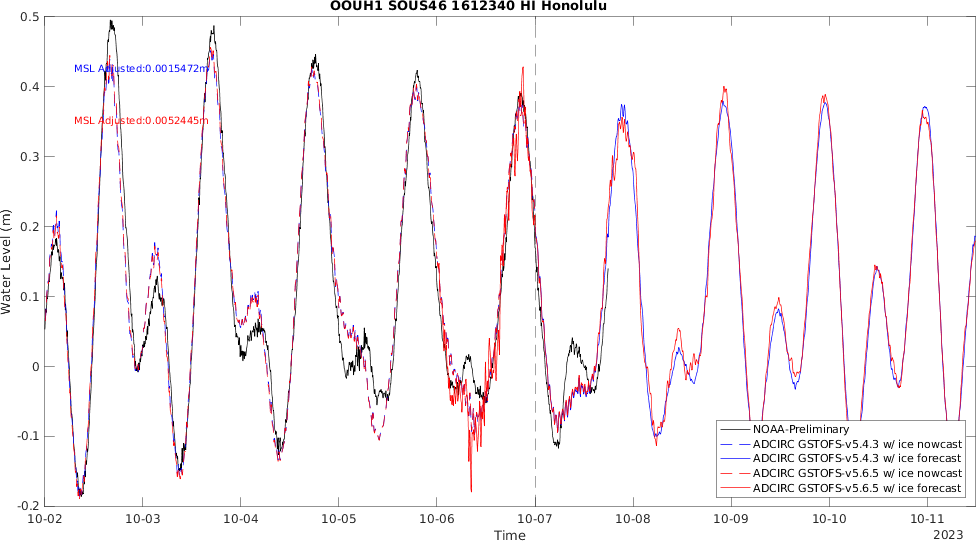 OOUH1 SOUS46 1612340 HI Honolulu
0.5
MSL Adjusted:0.0015472m
0.4
MSL Adjusted:0.0052445m
0.3
0.2
Water Level (m)
0.1
0
-0.1
-0.2
NOAA-Preliminary
ADCIRC GSTOFS-v5.4.3 w/ ice nowcast
ADCIRC GSTOFS-v5.4.3 w/ ice forecast
ADCIRC GSTOFS-v5.6.5 w/ ice nowcast
ADCIRC GSTOFS-v5.6.5 w/ ice forecast
10-02 10-03 10-04 10-05 10-06 10-07 10-08 10-09 10-10 10-11
Time
2023